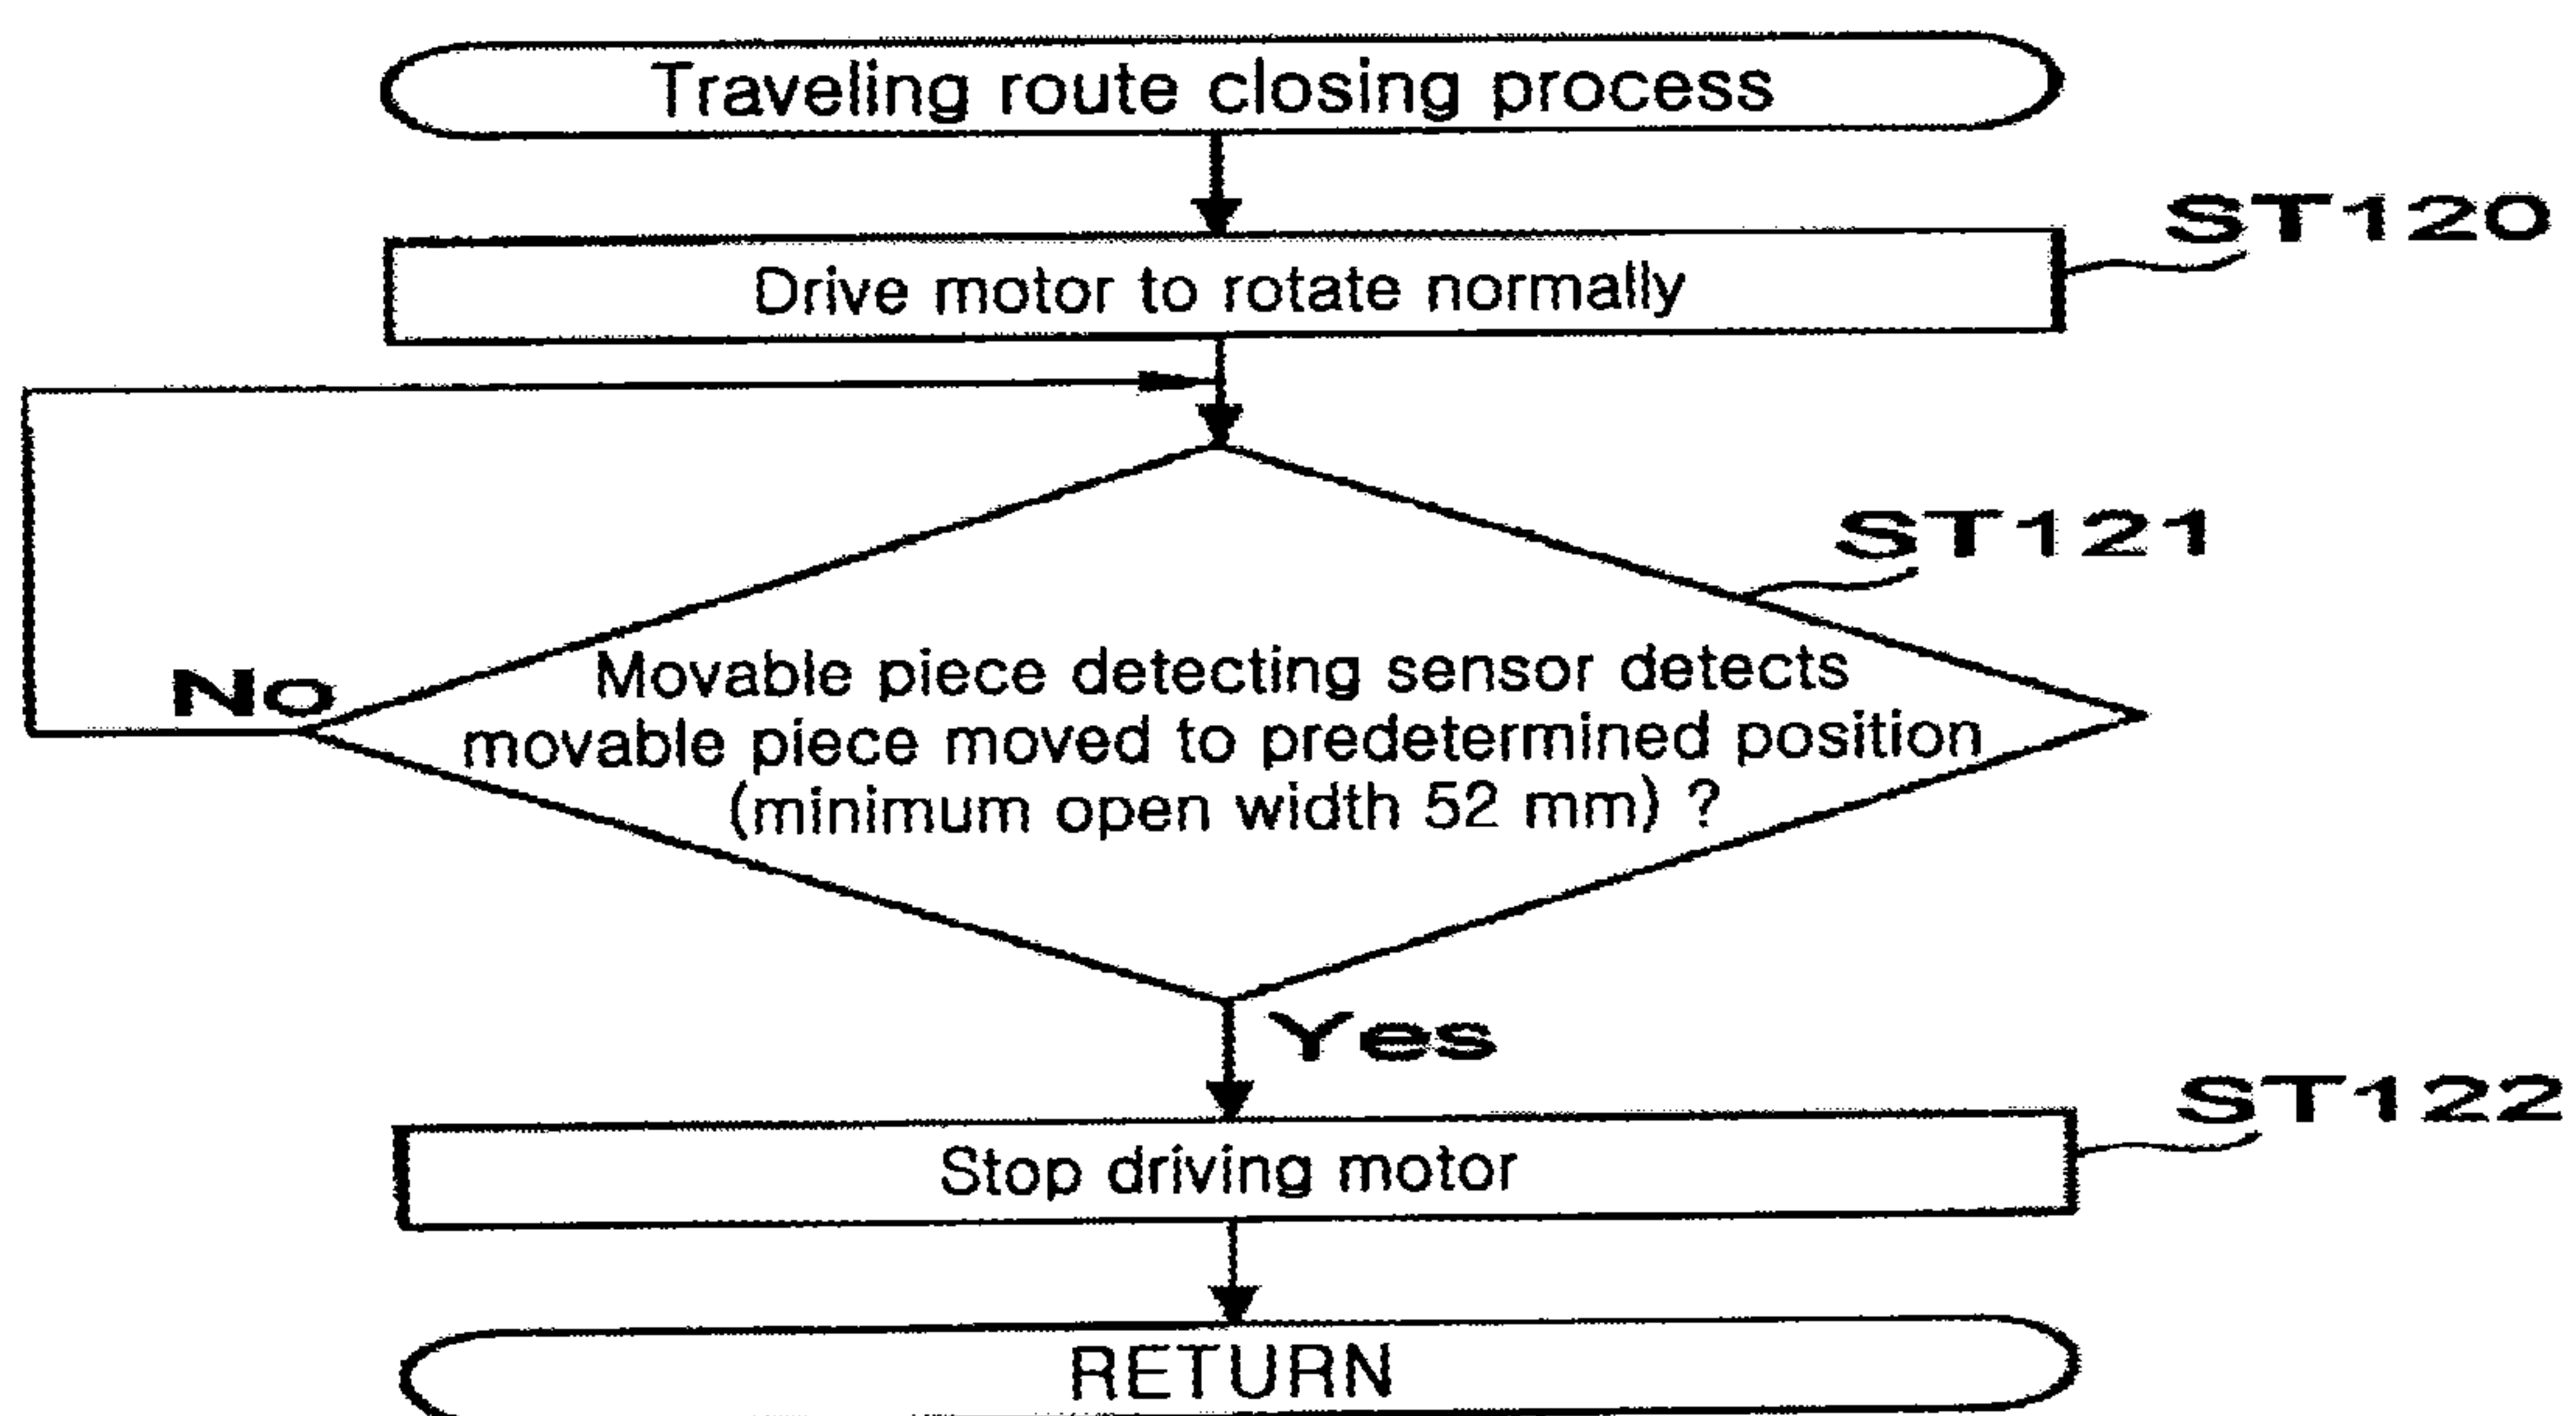 Traveling route closing process
ST120
Drive motor to rotate normally
ST121
No
Movable piece detecting sensor detects
movable piece moved to predetermined position
(minimum open width 52 mm) ?
Yes
ST122
Stop driving motor
RETURN